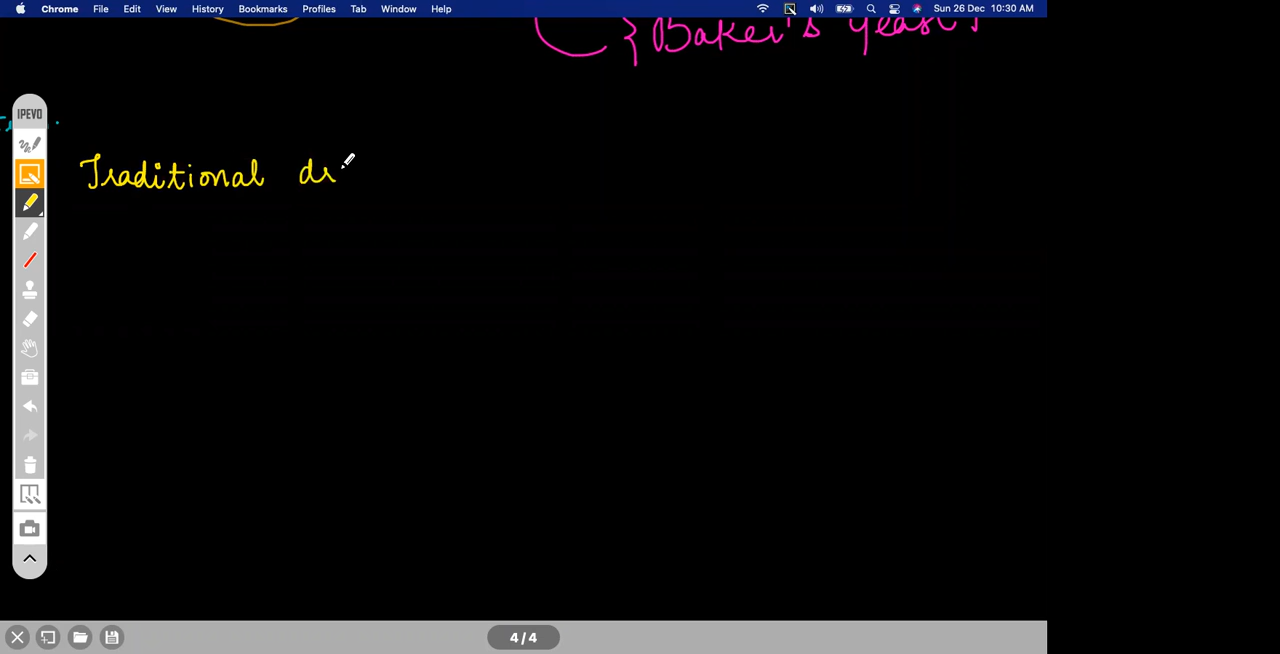 Chrome File Edit View History Bookmarks Profiles Tab Window Help Sun 26 Dec 10:30 AM
{Baker's yeast}
IPEVO
Traditional dr
4/4